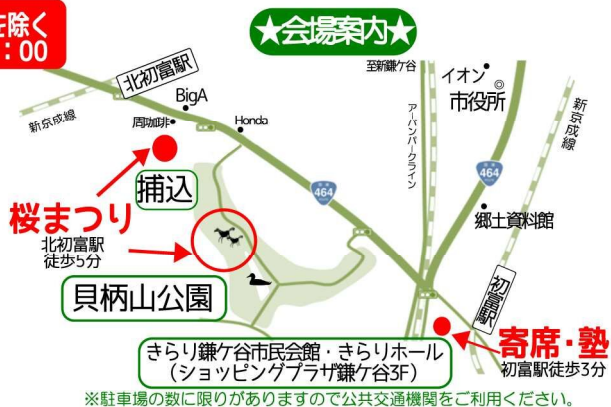 を除く
:00
★会場案内★
北初富駅
新京成線
BigA
周珈琲
Honda
至新鎌ケ谷
アーバンパークライン
イオン
市役所
新京成線
464
464
捕込
桜まつり
北初富駅
徒歩5分
郷土資料館
貝柄山公園
初富駅
きらり鎌ケ谷市民会館・きらりホール
(ショッピングプラザ鎌ケ谷3F)
寄席・塾
初富駅徒歩3分
※駐車場の数に限りがありますので公共交通機関をご利用ください。